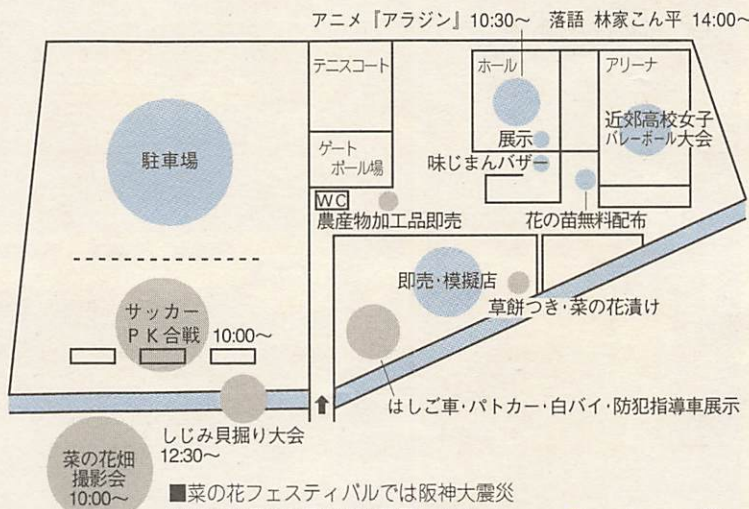 アニメ『アラジン』10:30～　落語 林家こん平 14:00～
テニスコート
ホール
アリーナ
近郊高校女子
バレーボール大会
駐車場
展示
ゲート
ボール場
味じまんバザー
WC
農産物加工品即売
花の苗無料配布
即売・模擬店
サッカー
PK合戦 10:00～
草餅つき・菜の花漬け
はしご車・パトカー・白バイ・防犯指導車展示
しじみ貝掘り大会
12:30～
菜の花畑
撮影会
10:00～
■菜の花フェスティバルでは阪神大震災